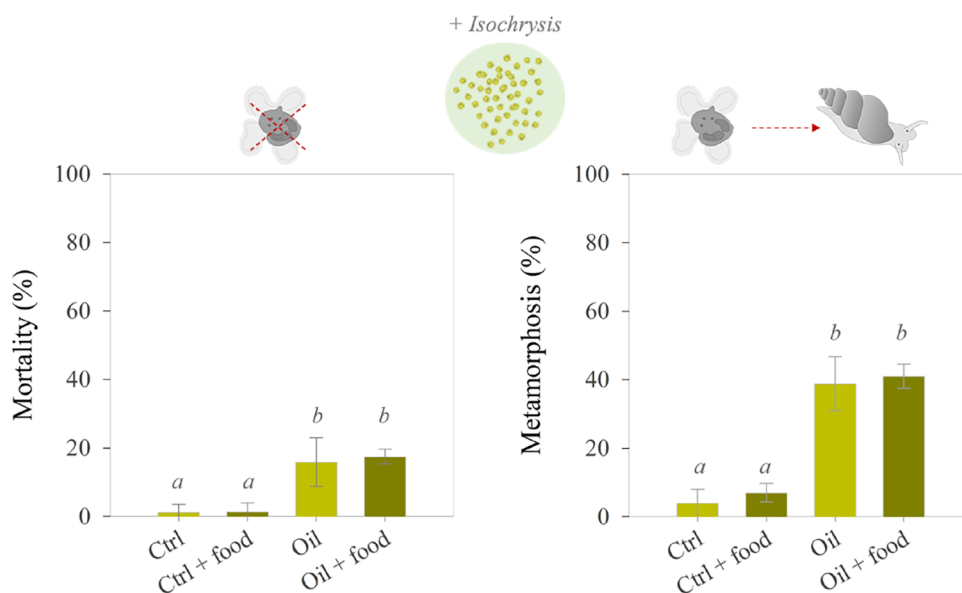 + Isochrysis
Mortality (%)
100
80
60
40
20
0
a
a
b
b
Ctrl
Ctrl + food
Oil
Oil + food
Metamorphosis (%)
100
80
60
40
20
0
a
a
b
b
Ctrl
Ctrl + food
Oil
Oil + food